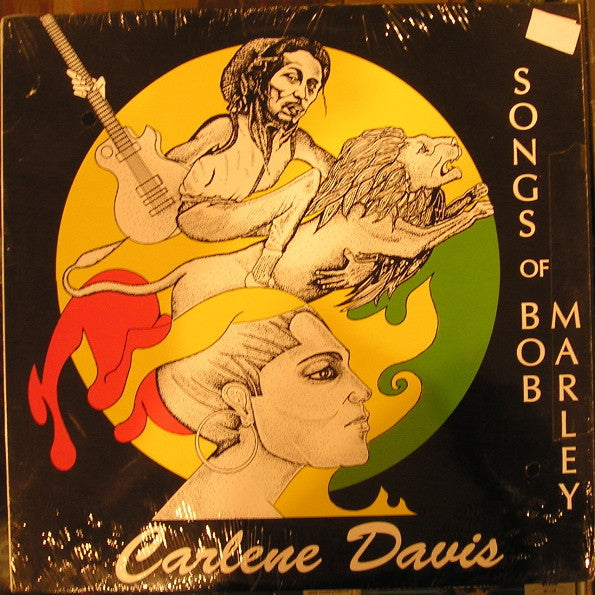 SONGS
OF
BOB
MARLEY
Carlene Davis